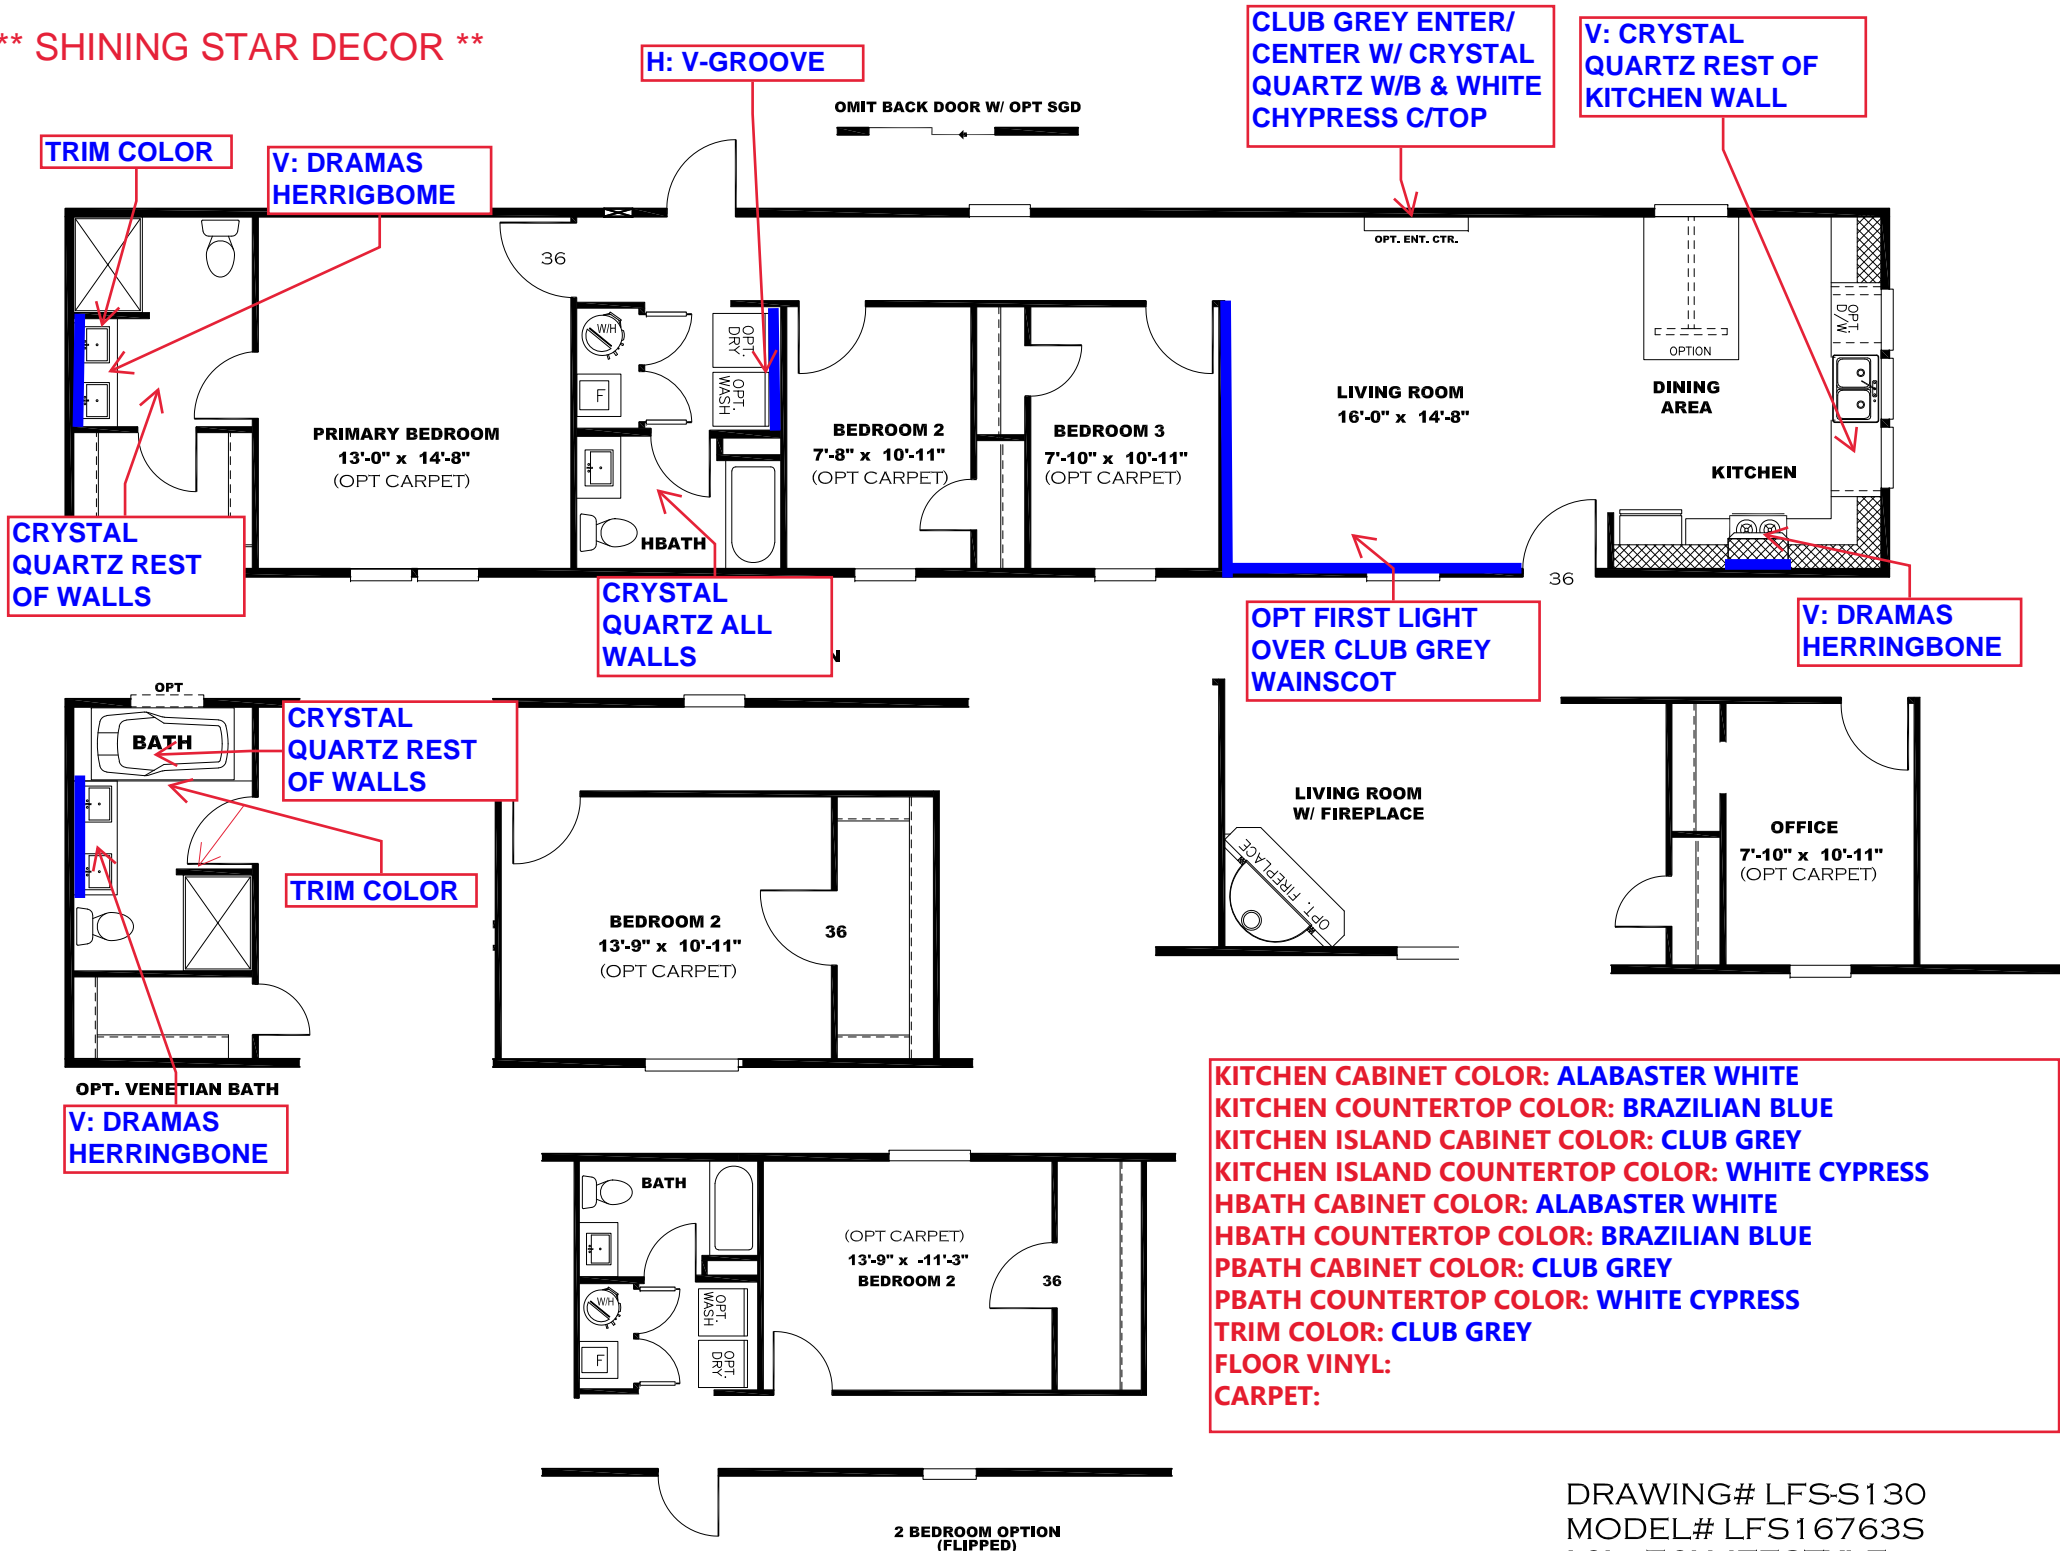 ** SHINING STAR DECOR **
H: V-GROOVE
CLUB GREY ENTER/
CENTER W/ CRYSTAL
QUARTZ W/B & WHITE
CHYPRESS C/TOP
V: CRYSTAL
QUARTZ REST OF
KITCHEN WALL
OMIT BACK DOOR W/ OPT SGD
TRIM COLOR
V: DRAMAS
HERRIGBOME
36
OPT. ENT. CTR.
W/H
OPT.
DRY
OPT.
WASH
F
OPTION
OPT.
D/W
PRIMARY BEDROOM
13'-0" x 14'-8"
(OPT CARPET)
BEDROOM 2
7'-8" x 10'-11"
(OPT CARPET)
BEDROOM 3
7'-10" x 10'-11"
(OPT CARPET)
LIVING ROOM
16'-0" x 14'-8"
DINING
AREA
KITCHEN
HBATH
36
CRYSTAL
QUARTZ REST
OF WALLS
CRYSTAL
QUARTZ ALL
WALLS
N
OPT FIRST LIGHT
OVER CLUB GREY
WAINSCOT
V: DRAMAS
HERRINGBONE
OPT
BATH
CRYSTAL
QUARTZ REST
OF WALLS
TRIM COLOR
OPT. VENETIAN BATH
V: DRAMAS
HERRINGBONE
BEDROOM 2
13'-9" x 10'-11"
(OPT CARPET)
36
LIVING ROOM
W/ FIREPLACE
OPT. FIREPLACE
OFFICE
7'-10" x 10'-11"
(OPT CARPET)
KITCHEN CABINET COLOR: ALABASTER WHITE
KITCHEN COUNTERTOP COLOR: BRAZILIAN BLUE
KITCHEN ISLAND CABINET COLOR: CLUB GREY
KITCHEN ISLAND COUNTERTOP COLOR: WHITE CYPRESS
HBATH CABINET COLOR: ALABASTER WHITE
HBATH COUNTERTOP COLOR: BRAZILIAN BLUE
PBATH CABINET COLOR: CLUB GREY
PBATH COUNTERTOP COLOR: WHITE CYPRESS
TRIM COLOR: CLUB GREY
FLOOR VINYL:
CARPET:
BATH
W/H
F
OPT.
WASH
OPT.
DRY
(OPT CARPET)
13'-9" x -11'-3"
BEDROOM 2
36
2 BEDROOM OPTION
(FLIPPED)
DRAWING# LFS-S130
MODEL# LFS16763S